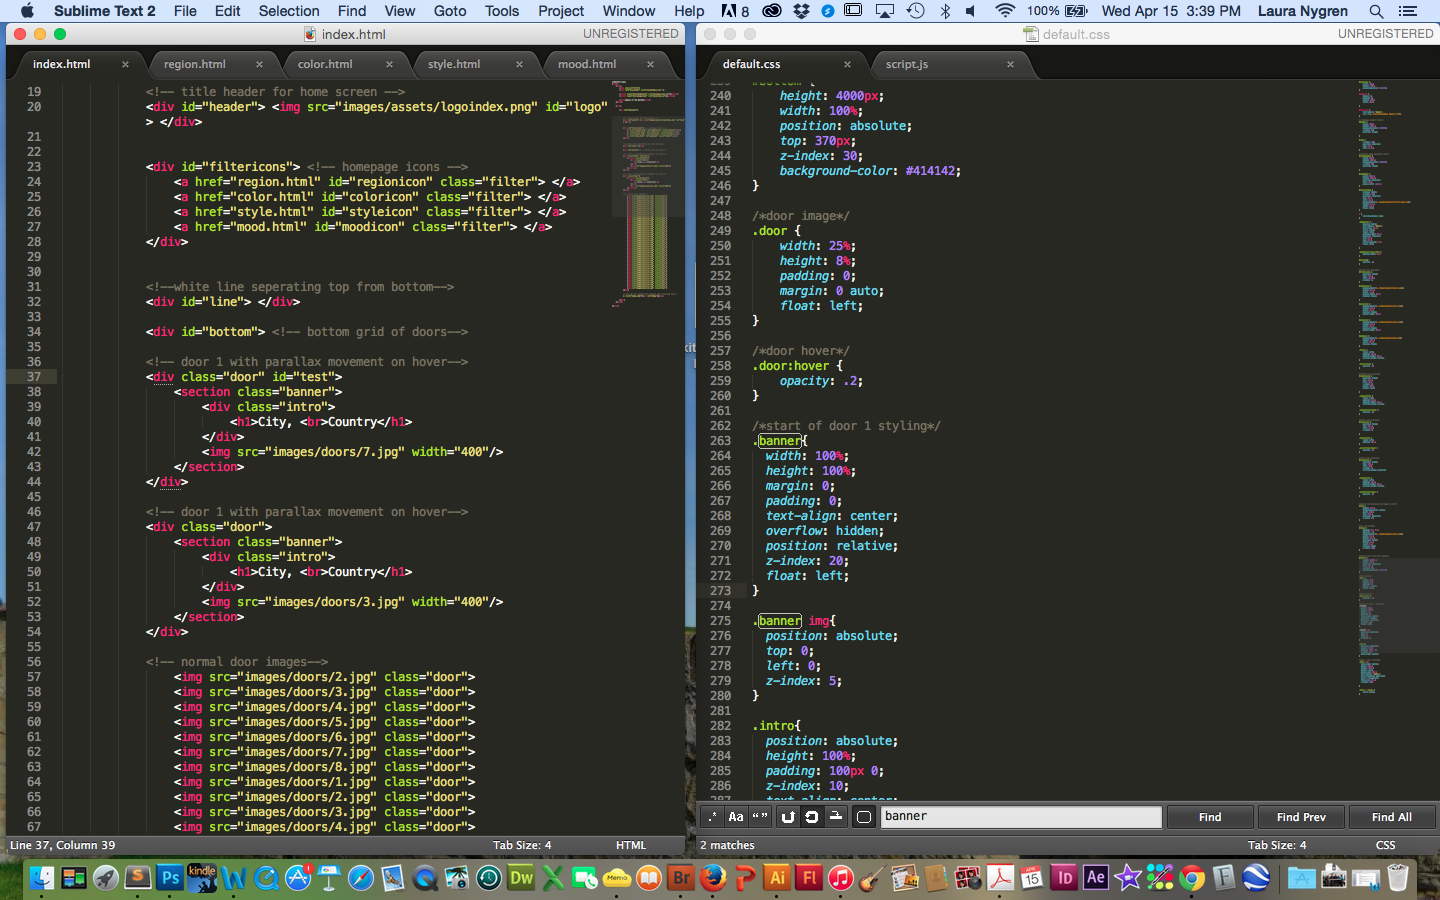 Sublime Text 2 File Edit Selection Find View Goto Tools Project Window Help 8 100% Wed Apr 15 3:39 PM Laura Nygren
index.html UNREGISTERED
index.html × region.html × color.html × style.html × mood.html ×
19 <!-- title header for home screen -->
20 <div id="header"> <img src="images/assets/logoindex.png" id="logo"
> </div>
21
22
23 <div id="filtericons"> <!-- homepage icons -->
24 <a href="region.html" id="regionicon" class="filter"> </a>
25 <a href="color.html" id="coloricon" class="filter"> </a>
26 <a href="style.html" id="styleicon" class="filter"> </a>
27 <a href="mood.html" id="moodicon" class="filter"> </a>
28 </div>
29
30
31 <!--white line seperating top from bottom-->
32 <div id="line"> </div>
33
34 <div id="bottom"> <!-- bottom grid of doors-->
35
36 <!-- door 1 with parallax movement on hover-->
37 <div class="door" id="test">
38 <section class="banner">
39 <div class="intro">
40 <h1>City, <br>Country</h1>
41 </div>
42 <img src="images/doors/7.jpg" width="400"/>
43 </section>
44 </div>
45
46 <!-- door 1 with parallax movement on hover-->
47 <div class="door">
48 <section class="banner">
49 <div class="intro">
50 <h1>City, <br>Country</h1>
51 </div>
52 <img src="images/doors/3.jpg" width="400"/>
53 </section>
54 </div>
55
56 <!-- normal door images-->
57 <img src="images/doors/2.jpg" class="door">
58 <img src="images/doors/3.jpg" class="door">
59 <img src="images/doors/4.jpg" class="door">
60 <img src="images/doors/5.jpg" class="door">
61 <img src="images/doors/6.jpg" class="door">
62 <img src="images/doors/7.jpg" class="door">
63 <img src="images/doors/8.jpg" class="door">
64 <img src="images/doors/1.jpg" class="door">
65 <img src="images/doors/2.jpg" class="door">
66 <img src="images/doors/3.jpg" class="door">
67 <img src="images/doors/4.jpg" class="door">
Line 37, Column 39 Tab Size: 4 HTML
default.css UNREGISTERED
default.css × script.js ×
240 height: 4000px;
241 width: 100%;
242 position: absolute;
243 top: 370px;
244 z-index: 30;
245 background-color: #414142;
246 }
247
248 /*door image*/
249 .door {
250 width: 25%;
251 height: 8%;
252 padding: 0;
253 margin: 0 auto;
254 float: left;
255 }
256
257 /*door hover*/
258 .door:hover {
259 opacity: .2;
260 }
261
262 /*start of door 1 styling*/
263 .banner{
264 width: 100%;
265 height: 100%;
266 margin: 0;
267 padding: 0;
268 text-align: center;
269 overflow: hidden;
270 position: relative;
271 z-index: 20;
272 float: left;
273 }
274
275 .banner img{
276 position: absolute;
277 top: 0;
278 left: 0;
279 z-index: 5;
280 }
281
282 .intro{
283 position: absolute;
284 height: 100%;
285 padding: 100px 0;
286 z-index: 10;
287 text-align: center;
.* Aa “” banner Find Find Prev Find All
2 matches Tab Size: 4 CSS
S Ps kindle W Dw X Memo Br P Ai Fl APR 15 Id Ae F